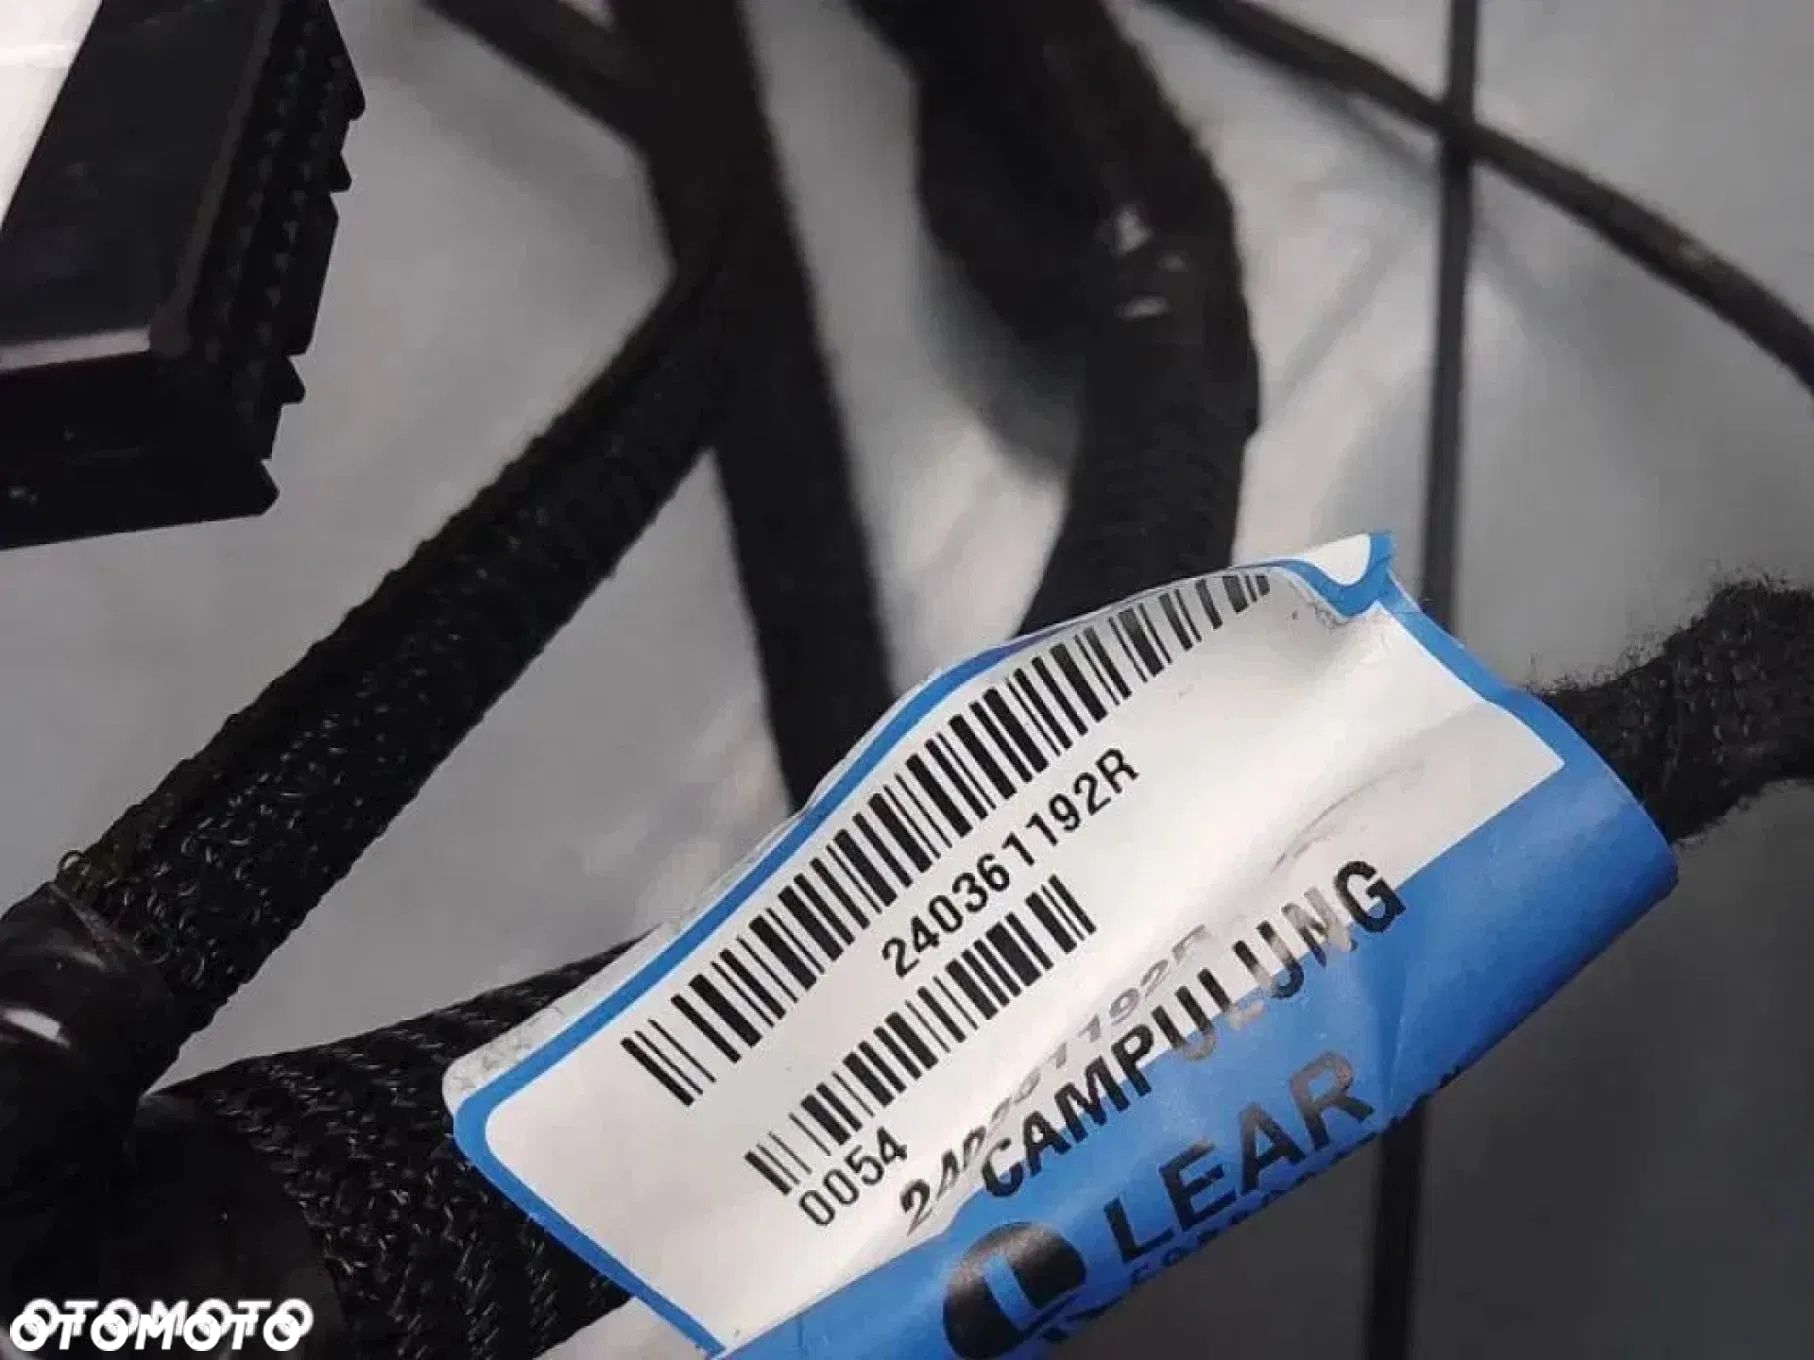 240361192R
0054
CAMPULUNG
LEAR
OTOMOTO